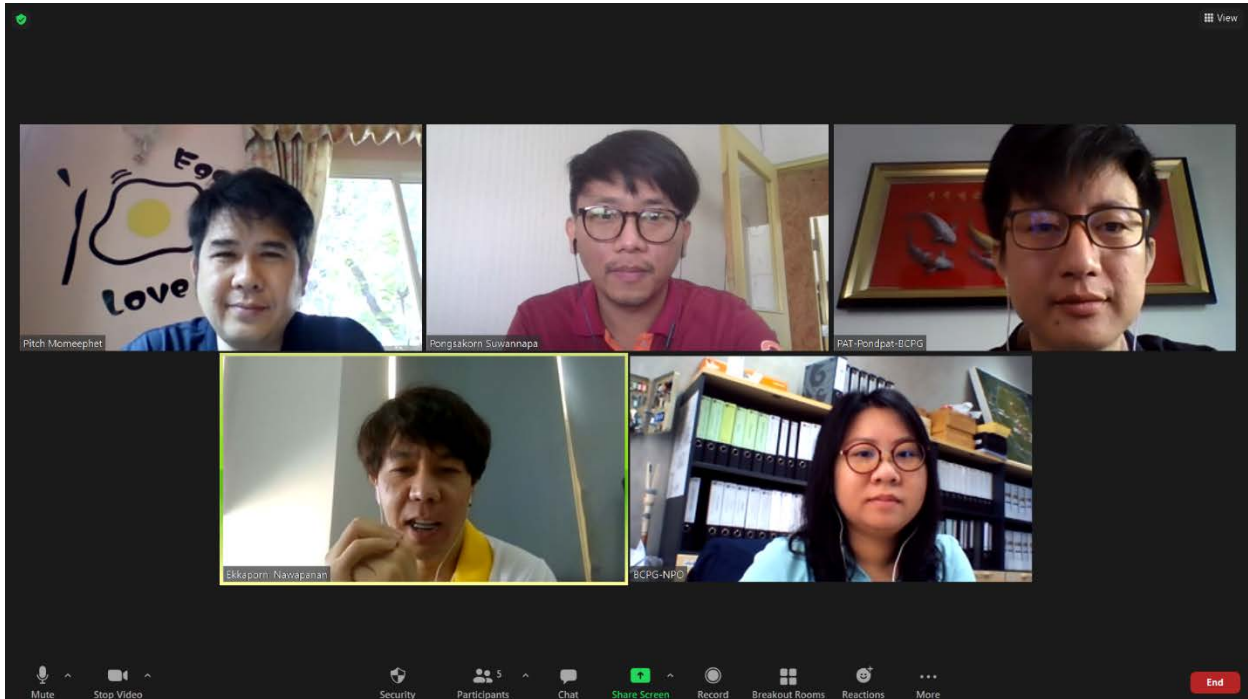 View
Egg
Love
Pitch Momeephet
Pongsakorn Suwannapa
PAT-Pondpat-BCPG
Ekkaporn Nawapanan
BCPG-NPO
Mute
Stop Video
Security
Participants
5
Chat
Share Screen
Record
Breakout Rooms
Reactions
More
End